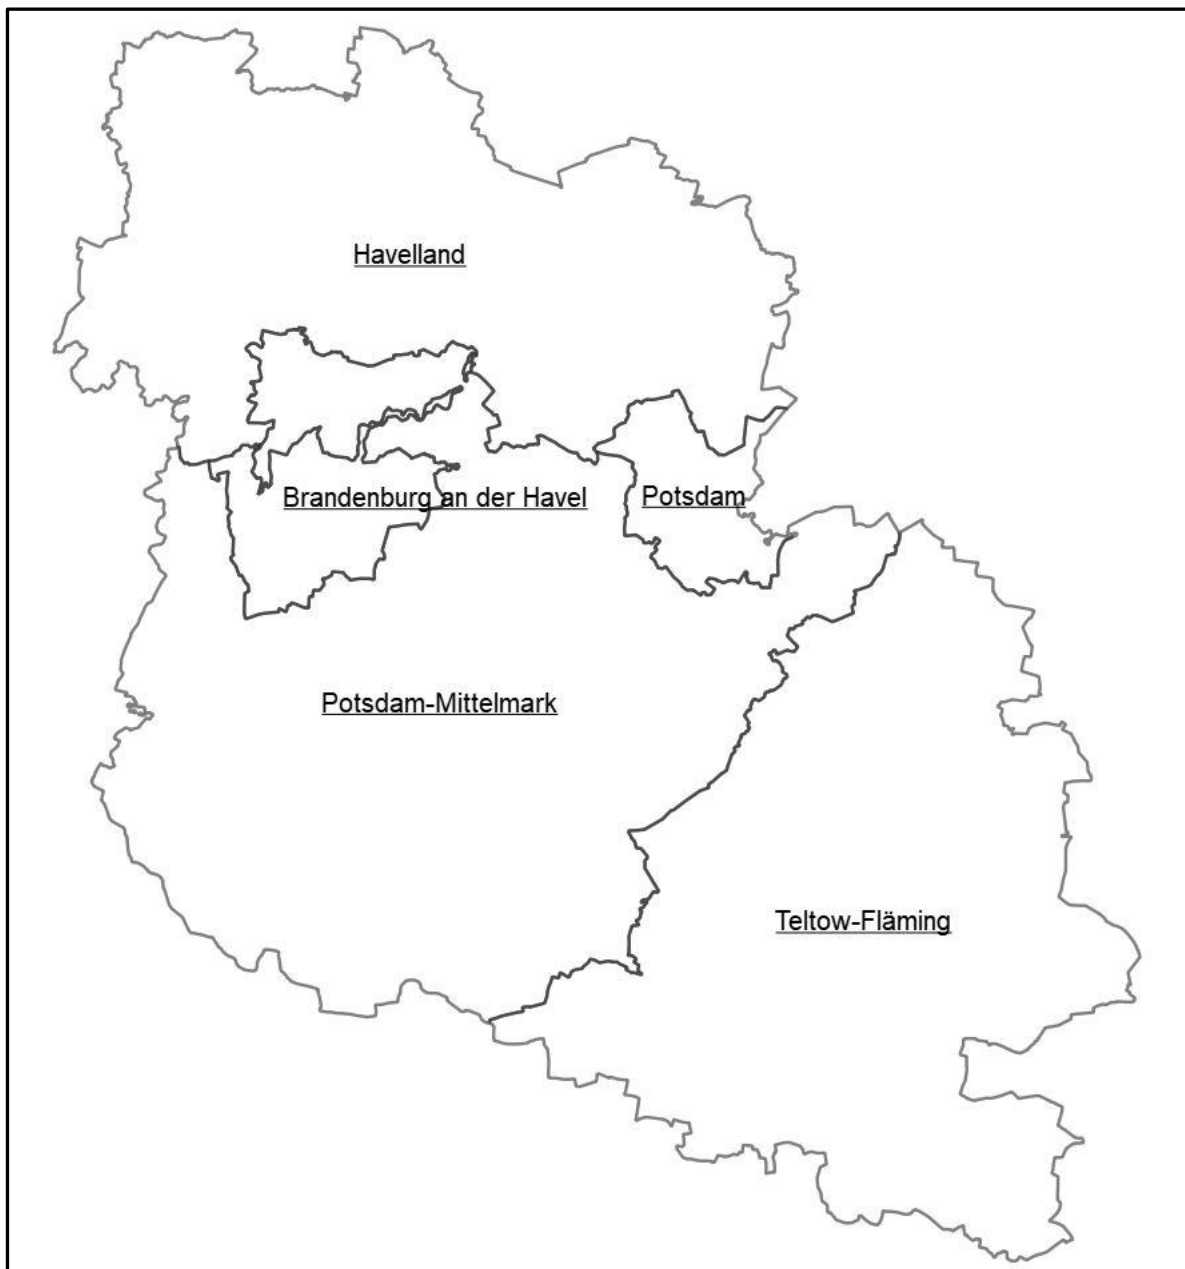 Havelland
Brandenburg an der Havel
Potsdam
Potsdam-Mittelmark
Teltow-Fläming